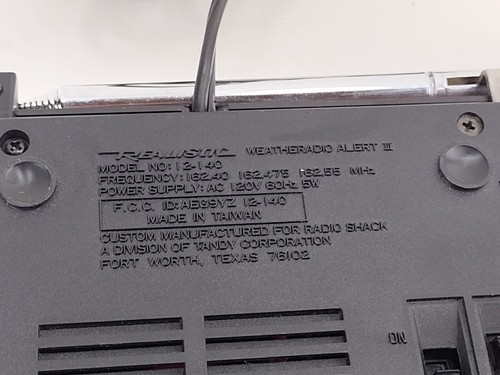 REALISTIC WEATHERADIO ALERT III
MODEL NO: 12-140
FREQUENCY: 162.40 162.475 162.55 MHz
POWER SUPPLY: AC 120V 60Hz 5W
F.C.C. ID: AEG9YZ 12-140
MADE IN TAIWAN
CUSTOM MANUFACTURED FOR RADIO SHACK
A DIVISION OF TANDY CORPORATION
FORT WORTH, TEXAS 76102
ON